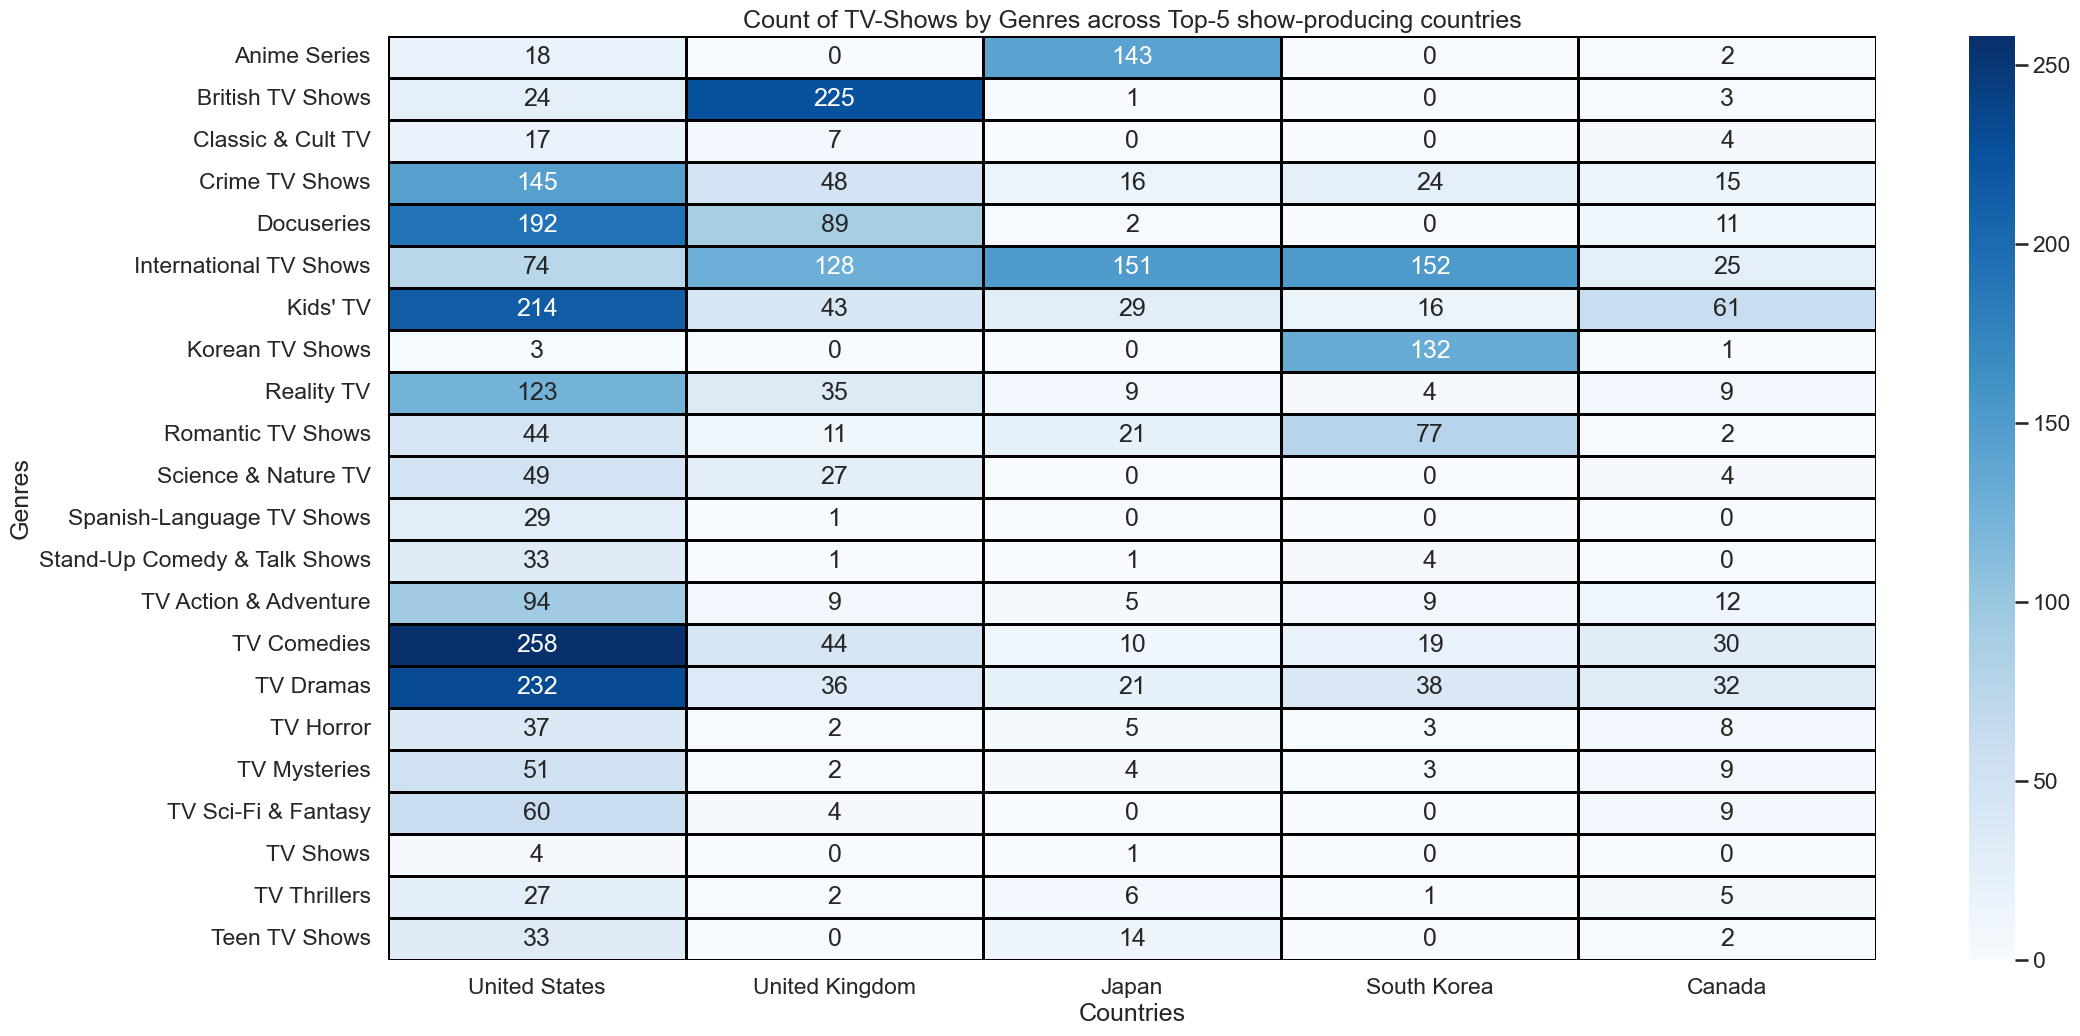 Count of TV-Shows by Genres across Top-5 show-producing countries
Anime Series 18 0 143 0 2
British TV Shows 24 225 1 0 3
Classic & Cult TV 17 7 0 0 4
Crime TV Shows 145 48 16 24 15
Docuseries 192 89 2 0 11
International TV Shows 74 128 151 152 25
Kids' TV 214 43 29 16 61
Korean TV Shows 3 0 0 132 1
Reality TV 123 35 9 4 9
Romantic TV Shows 44 11 21 77 2
Science & Nature TV 49 27 0 0 4
Spanish-Language TV Shows 29 1 0 0 0
Stand-Up Comedy & Talk Shows 33 1 1 4 0
TV Action & Adventure 94 9 5 9 12
TV Comedies 258 44 10 19 30
TV Dramas 232 36 21 38 32
TV Horror 37 2 5 3 8
TV Mysteries 51 2 4 3 9
TV Sci-Fi & Fantasy 60 4 0 0 9
TV Shows 4 0 1 0 0
TV Thrillers 27 2 6 1 5
Teen TV Shows 33 0 14 0 2
United States United Kingdom Japan South Korea Canada
Countries
Genres
250
200
150
100
50
0